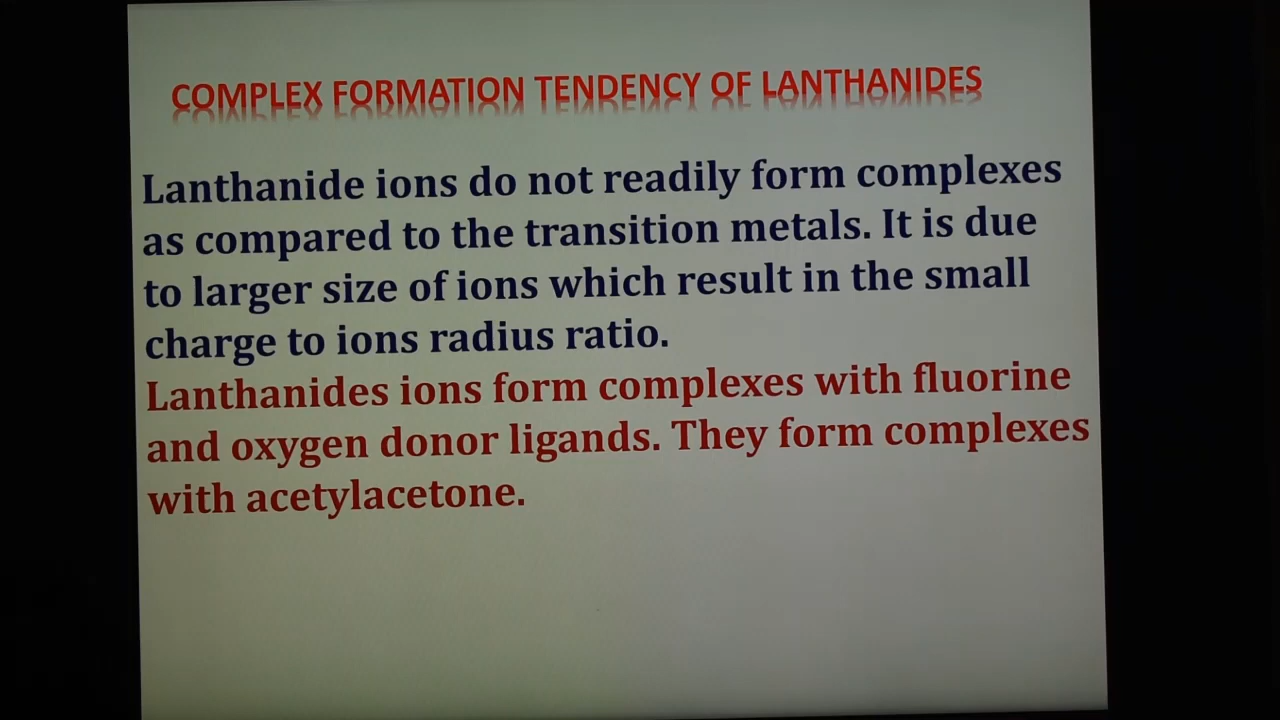 COMPLEX FORMATION TENDENCY OF LANTHANIDES
Lanthanide ions do not readily form complexes
as compared to the transition metals. It is due
to larger size of ions which result in the small
charge to ions radius ratio.
Lanthanides ions form complexes with fluorine
and oxygen donor ligands. They form complexes
with acetylacetone.